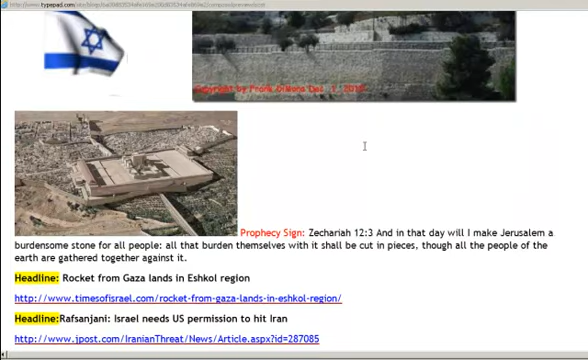 Copyright by Frank DiMora Dec.
Prophecy Sign: Zechariah 12:3 And in that day will I make Jerusalem a
burdensome stone for all people: all that burden themselves with it shall be cut in pieces, though all the people of the
earth are gathered together against it.
Headline: Rocket from Gaza lands in Eshkol region
http://www.timesofisrael.com/rocket-from-gaza-lands-in-eshkol-region/
Headline:Rafsanjani: Israel needs US permission to hit Iran
http://www.jpost.com/IranianThreat/News/Article.aspx?id=287085